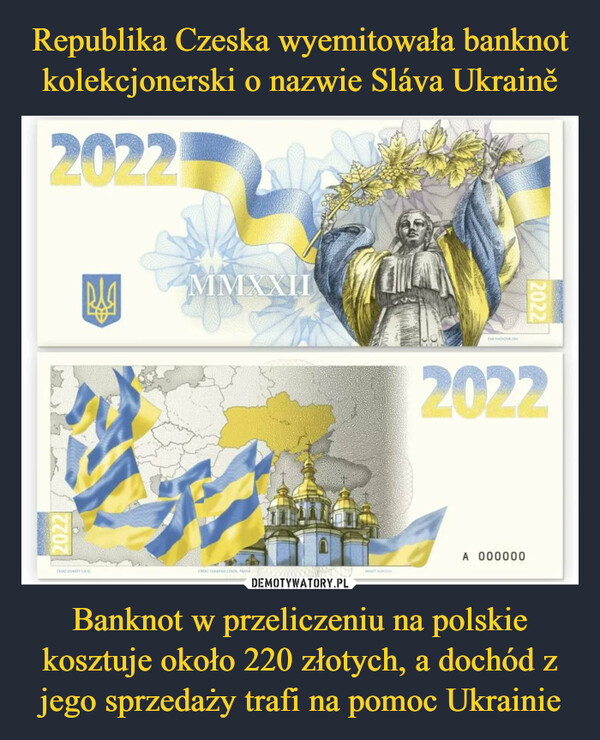 Republika Czeska wyemitowała banknot
kolekcjonerski o nazwie Sláva Ukraině
2022
MMXXII
2022
2022
2022
A 000000
DEMOTYWATORY.PL
Banknot w przeliczeniu na polskie
kosztuje około 220 złotych, a dochód z
jego sprzedaży trafi na pomoc Ukrainie